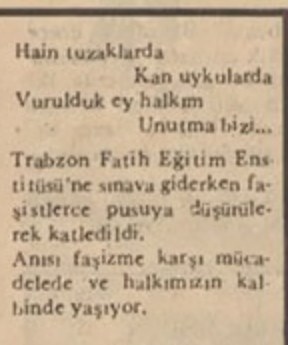 Hain tuzaklarda
Kan uykularda
Vurulduk ey halkım
Unutma bizi...
Trabzon Fatih Eğitim Ens-
titüsü'ne sınava giderken fa-
şistlerce pusuya düşürüle-
rek katledildi.
Anısı faşizme karşı müca-
delede ve halkımızın kal-
binde yaşıyor.